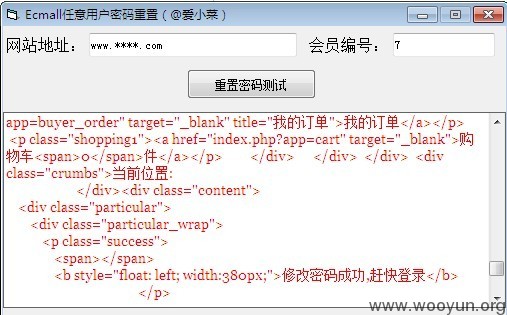 Ecmall任意用户密码重置（@爱小菜）
网站地址： www.****.com 会员编号： 7
重置密码测试
app=buyer_order" target="_blank" title="我的订单">我的订单</a></p>
<p class="shopping1"><a href="index.php?app=cart" target="_blank">购
物车<span>0</span>件</a></p> </div> </div> </div> <div
class="crumbs">当前位置:
</div><div class="content">
<div class="particular">
<div class="particular_wrap">
<p class="success">
<span></span>
<b style="float: left; width:380px;">修改密码成功,赶快登录</b>
</p>
www.wooyun.org